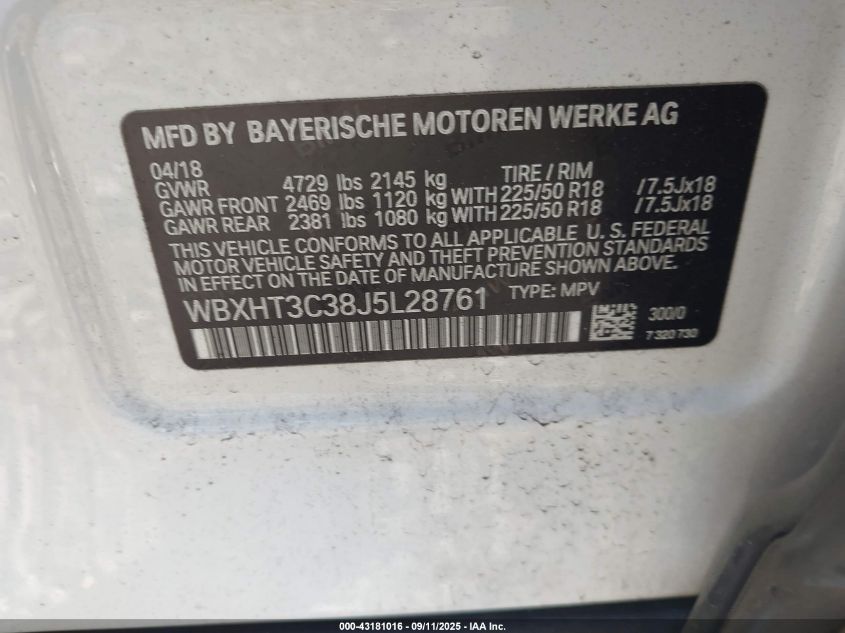 MFD BY BAYERISCHE MOTOREN WERKE AG
04/18 TIRE / RIM
GVWR 4729 lbs 2145 kg
GAWR FRONT 2469 lbs 1120 kg WITH 225/50 R18 /7.5Jx18
GAWR REAR 2381 lbs 1080 kg WITH 225/50 R18 /7.5Jx18
THIS VEHICLE CONFORMS TO ALL APPLICABLE U. S. FEDERAL
MOTOR VEHICLE SAFETY AND THEFT PREVENTION STANDARDS
IN EFFECT ON THE DATE OF MANUFACTURE SHOWN ABOVE.
WBXHT3C38J5L28761 TYPE: MPV
300/0
7 320 730
000-43181016 - 09/11/2025 - IAA Inc.